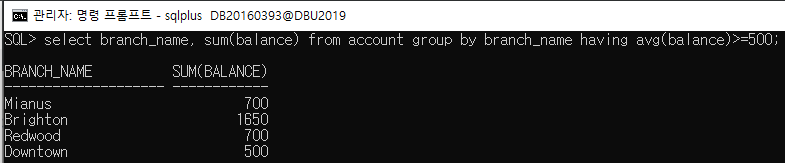 관리자: 명령 프롬프트 - sqlplus DB20160393@DBU2019
SQL> select branch_name, sum(balance) from account group by branch_name having avg(balance)>=500;
BRANCH_NAME SUM(BALANCE)
-------------------- ------------
Mianus 700
Brighton 1650
Redwood 700
Downtown 500